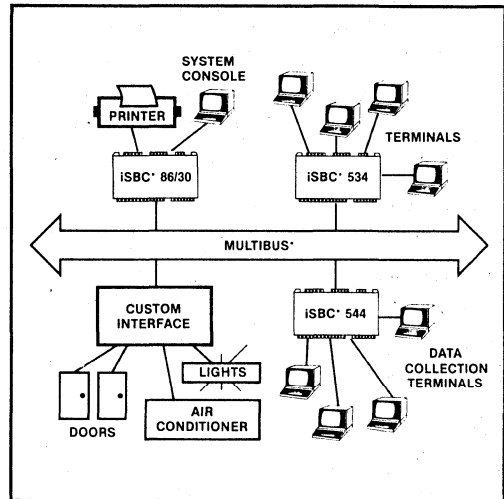 SYSTEM
CONSOLE
PRINTER
TERMINALS
iSBC* 86/30
iSBC* 534
MULTIBUS*
CUSTOM
INTERFACE
iSBC* 544
LIGHTS
DATA
COLLECTION
TERMINALS
AIR
CONDITIONER
DOORS